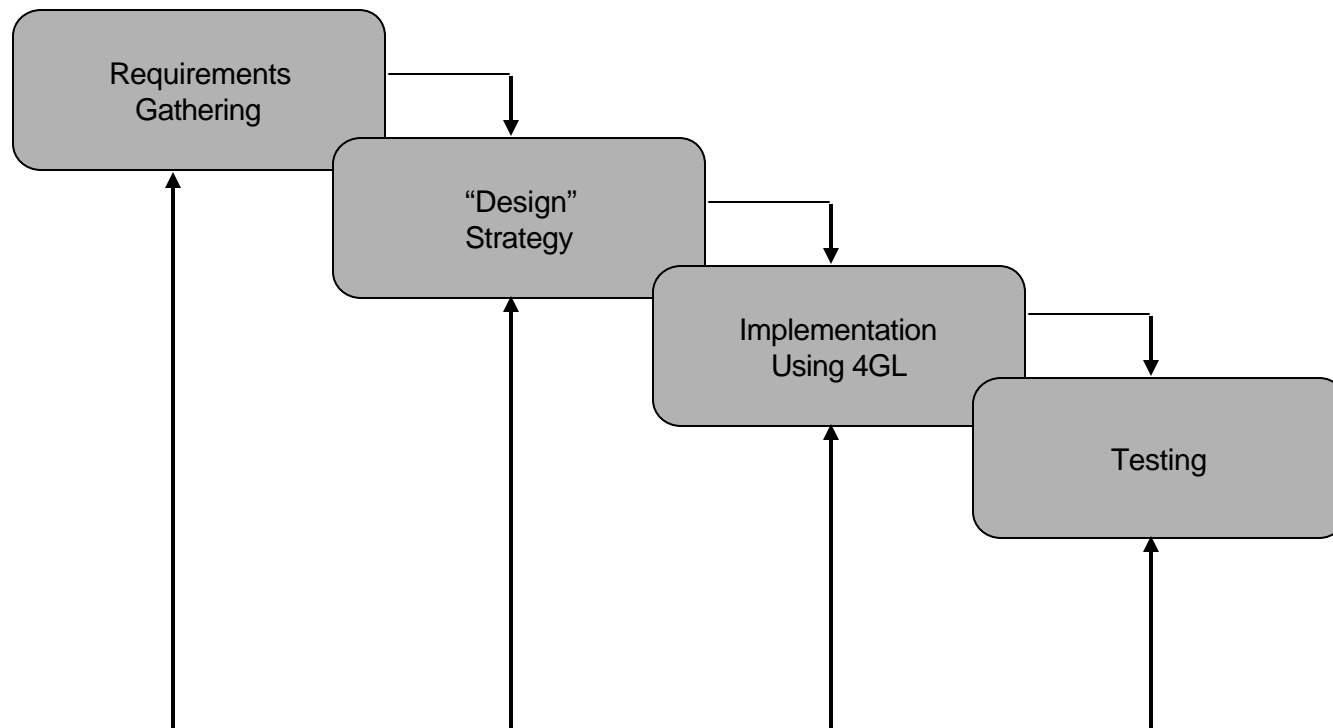 Requirements
Gathering
“Design”
Strategy
Implementation
Using 4GL
Testing